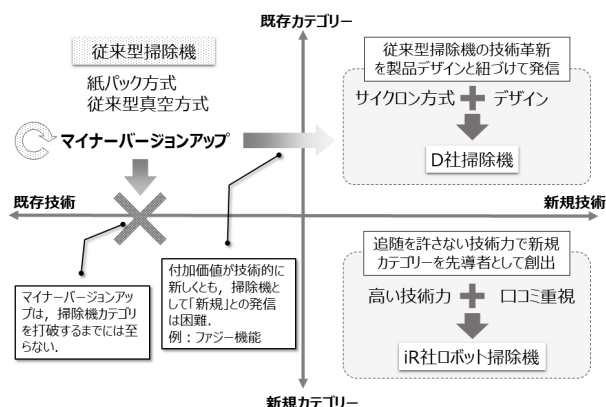 既存カテゴリー
従来型掃除機
紙パック方式
従来型真空方式
マイナーバージョンアップ
従来型掃除機の技術革新
を製品デザインと紐づけて発信
サイクロン方式
デザイン
D社掃除機
既存技術
新規技術
マイナーバージョンアッ
プは，掃除機カテゴリ
を打破するまでには至
らない．
付加価値が技術的に
新しくとも，掃除機と
して「新規」との発信
は困難．
例：ファジー機能
追随を許さない技術力で新規
カテゴリーを先導者として創出
高い技術力
口コミ重視
iR社ロボット掃除機
新規カテゴリー